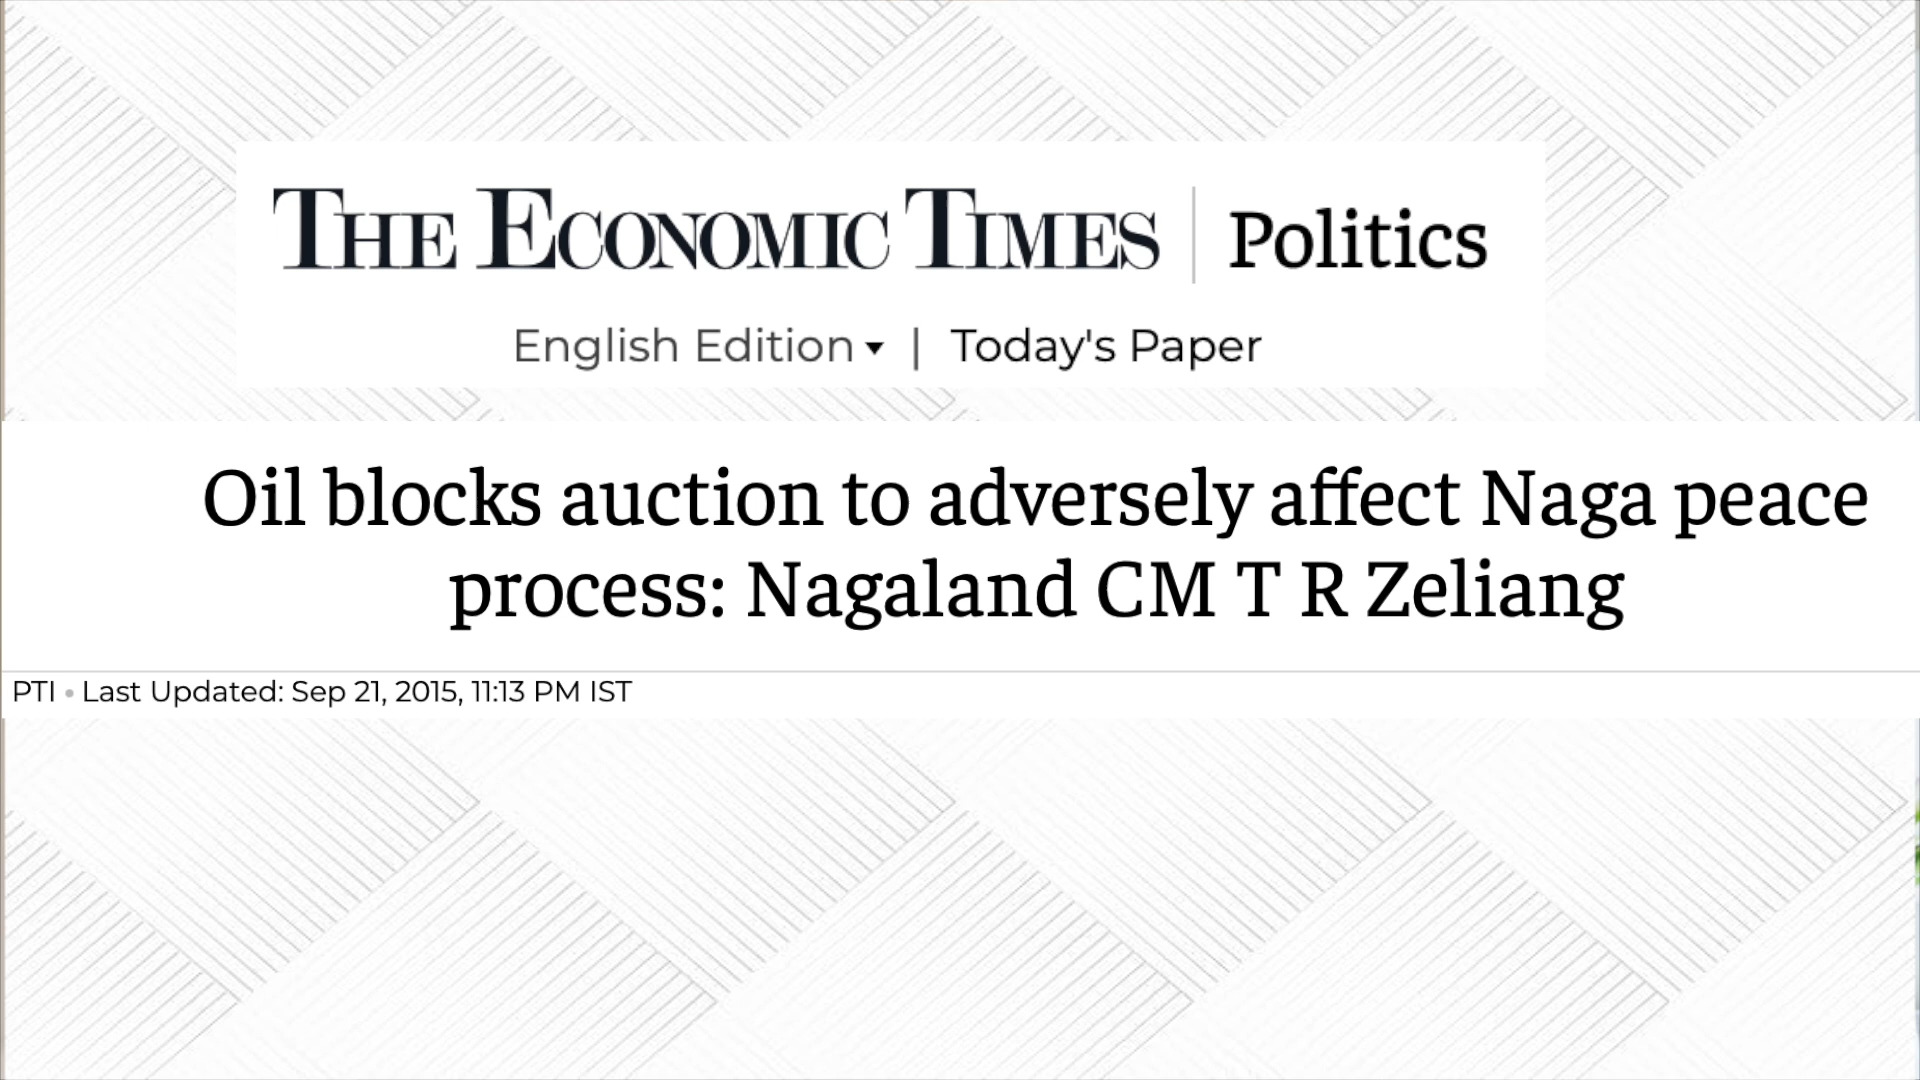 THE ECONOMIC TIMES | Politics
English Edition ▾ | Today's Paper
Oil blocks auction to adversely affect Naga peace
process: Nagaland CM T R Zeliang
PTI • Last Updated: Sep 21, 2015, 11:13 PM IST